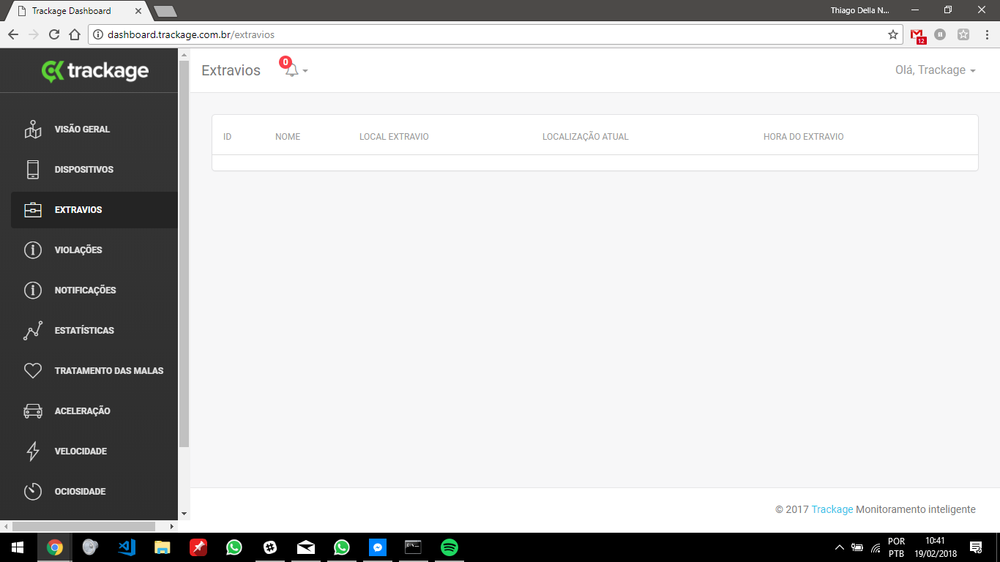 Trackage Dashboard
Thiago Della N...
dashboard.trackage.com.br/extravios
12
trackage
Extravios
0
Olá, Trackage
VISÃO GERAL
DISPOSITIVOS
EXTRAVIOS
VIOLAÇÕES
NOTIFICAÇÕES
ESTATÍSTICAS
TRATAMENTO DAS MALAS
ACELERAÇÃO
VELOCIDADE
OCIOSIDADE
ID NOME LOCAL EXTRAVIO LOCALIZAÇÃO ATUAL HORA DO EXTRAVIO
© 2017 Trackage Monitoramento inteligente
POR
PTB
10:41
19/02/2018